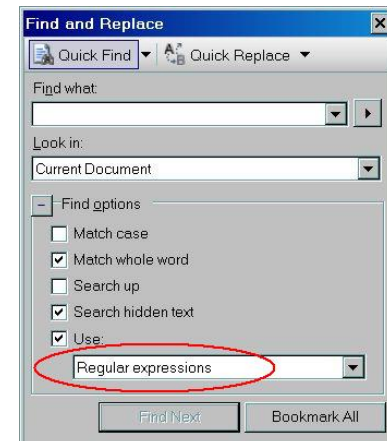 Find and Replace
Quick Find Quick Replace
Find what:
Look in:
Current Document
Find options
Match case
Match whole word
Search up
Search hidden text
Use:
Regular expressions
Find Next Bookmark All